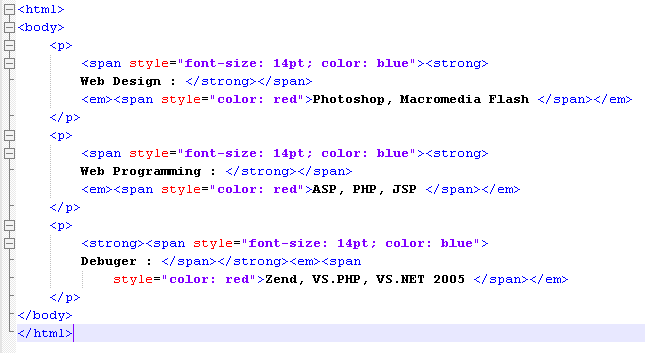 <html>
<body>
<p>
<span style="font-size: 14pt; color: blue"><strong>
Web Design : </strong></span>
<em><span style="color: red">Photoshop, Macromedia Flash </span></em>
</p>
<p>
<span style="font-size: 14pt; color: blue"><strong>
Web Programming : </strong></span>
<em><span style="color: red">ASP, PHP, JSP </span></em>
</p>
<p>
<strong><span style="font-size: 14pt; color: blue">
Debuger : </span></strong><em><span
style="color: red">Zend, VS.PHP, VS.NET 2005 </span></em>
</p>
</body>
</html>